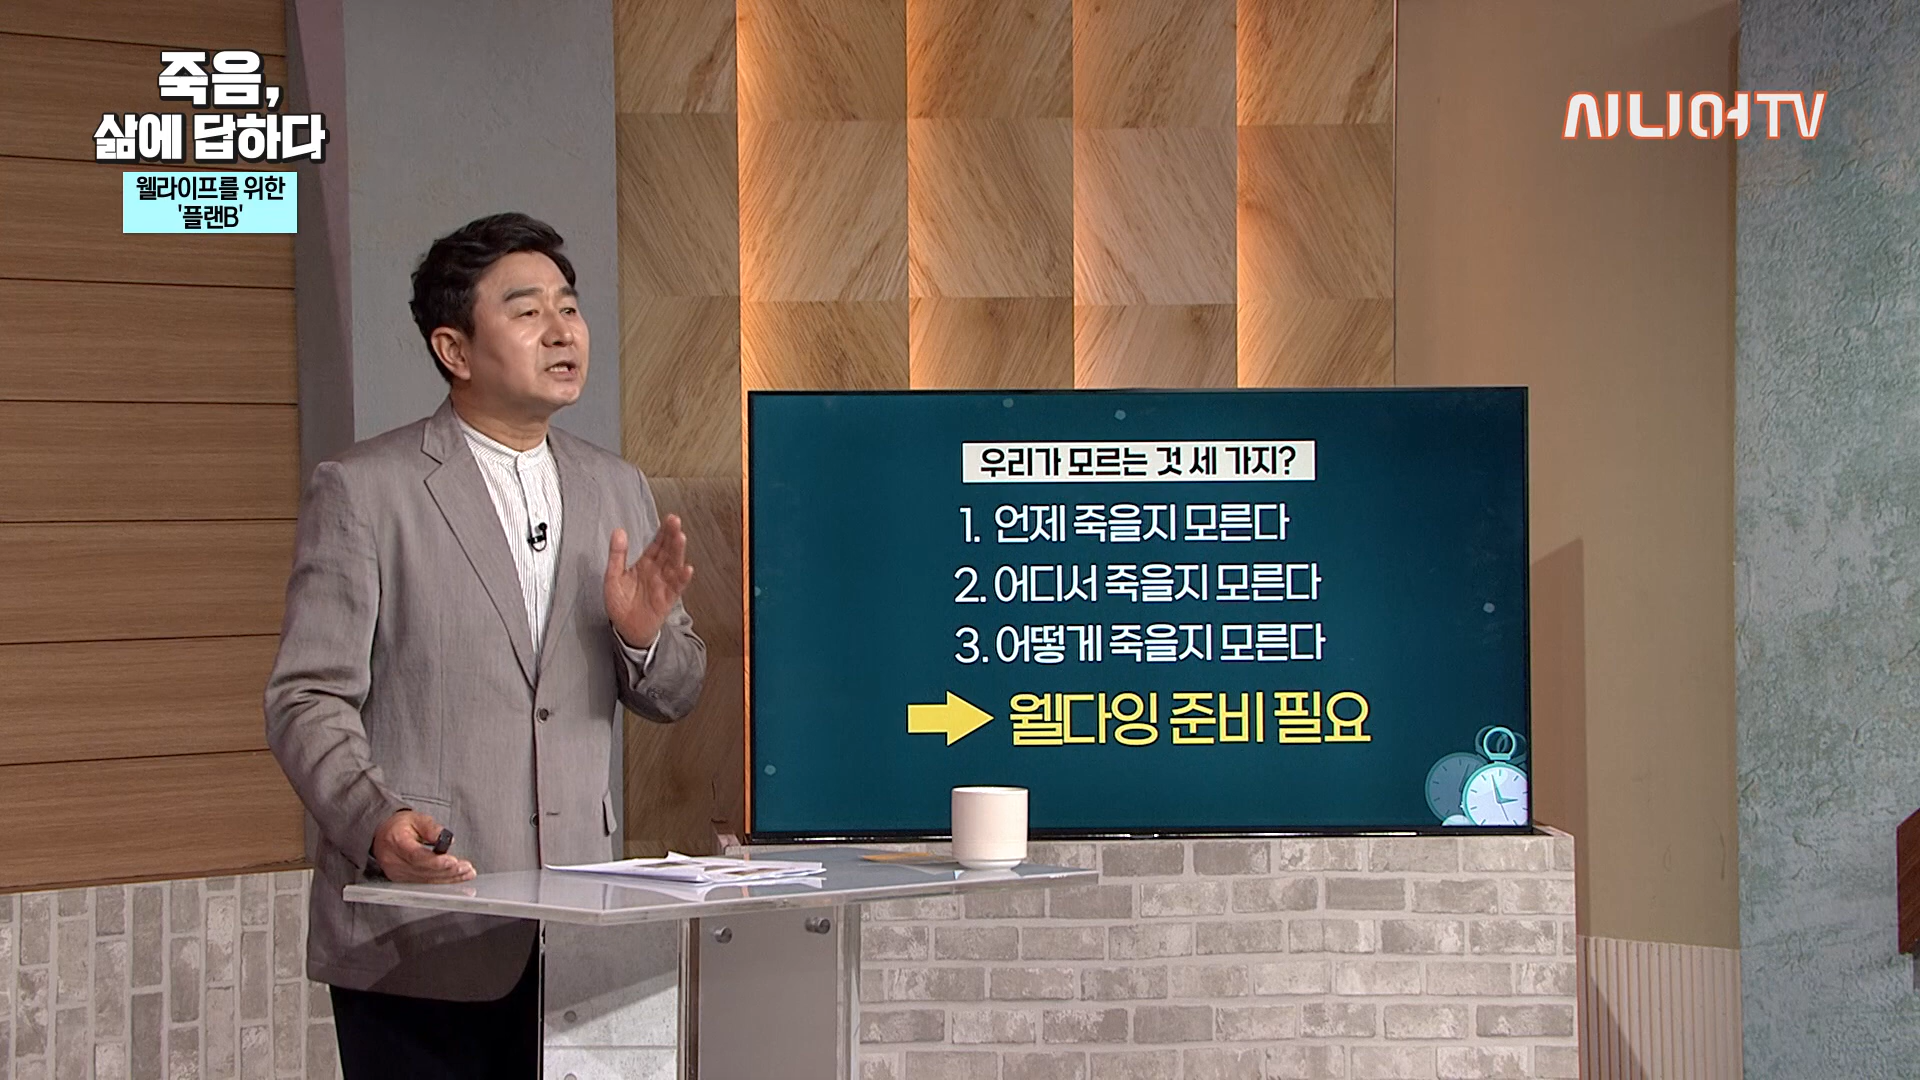 죽음,
삶에 답하다
웰라이프를 위한
'플랜B'
시니어TV
우리가 모르는 것 세 가지?
1. 언제 죽을지 모른다
2. 어디서 죽을지 모른다
3. 어떻게 죽을지 모른다
웰다잉 준비 필요